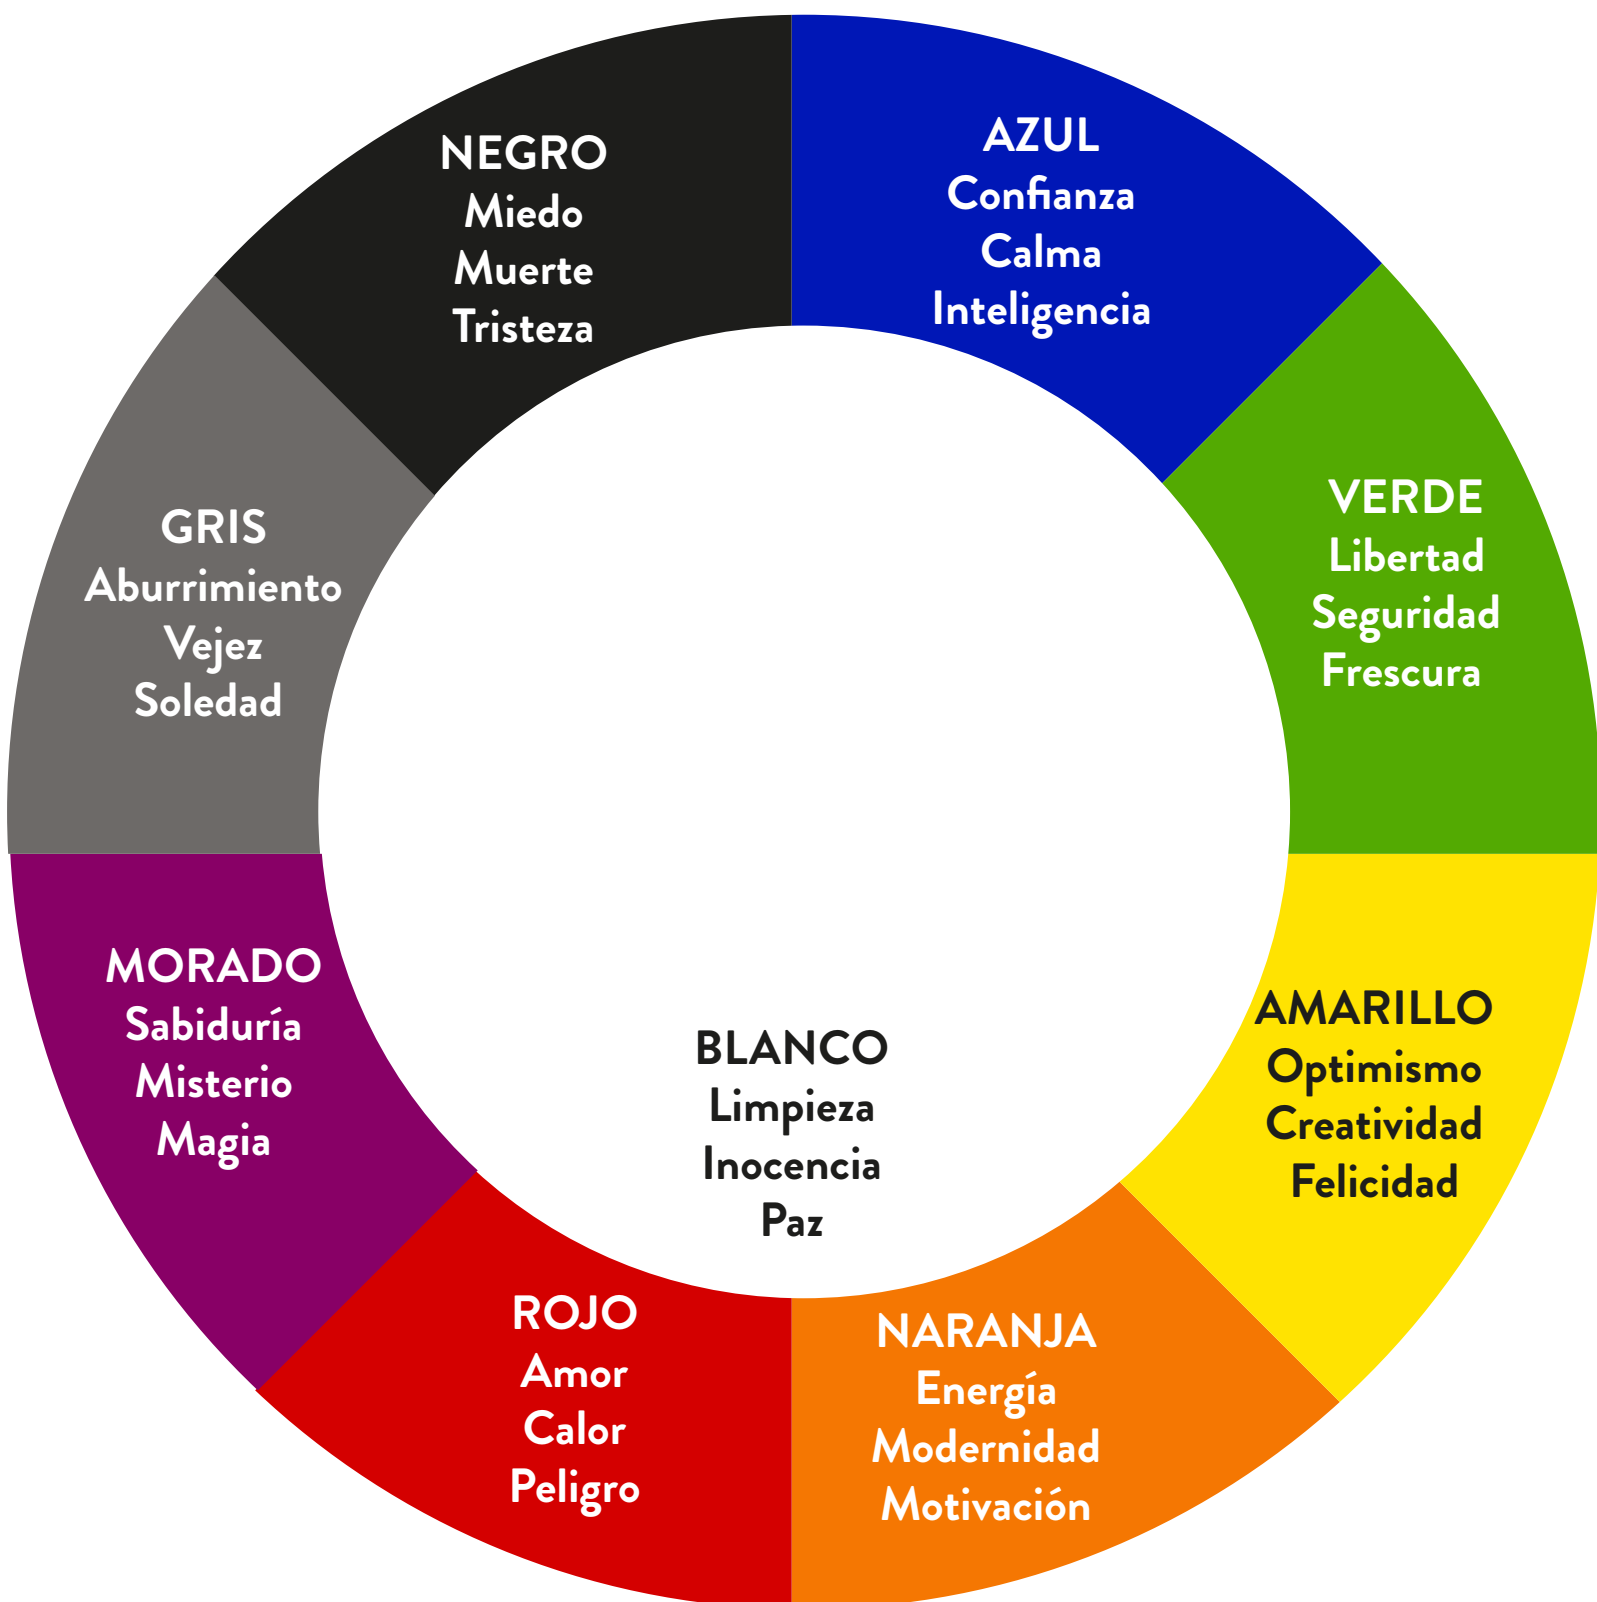 NEGRO
Miedo
Muerte
Tristeza
AZUL
Confianza
Calma
Inteligencia
VERDE
Libertad
Seguridad
Frescura
AMARILLO
Optimismo
Creatividad
Felicidad
NARANJA
Energía
Modernidad
Motivación
ROJO
Amor
Calor
Peligro
MORADO
Sabiduría
Misterio
Magia
GRIS
Aburrimiento
Vejez
Soledad
BLANCO
Limpieza
Inocencia
Paz